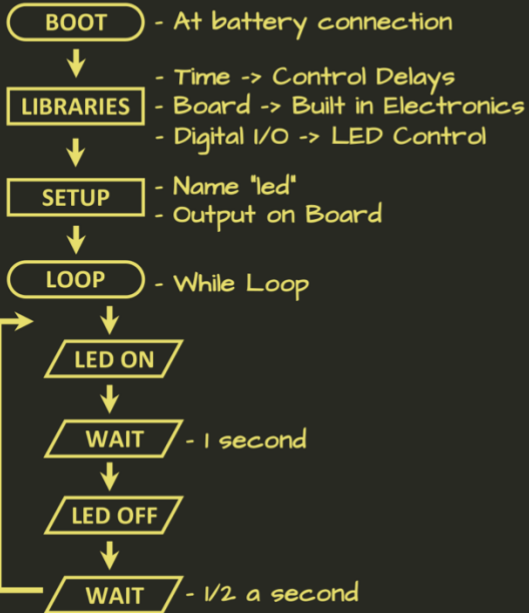 BOOT - At battery connection
- Time -> Control Delays
LIBRARIES - Board -> Built in Electronics
- Digital I/O -> LED Control
- Name "led"
SETUP
- Output on Board
LOOP - While Loop
LED ON
WAIT - 1 second
LED OFF
WAIT - 1/2 a second